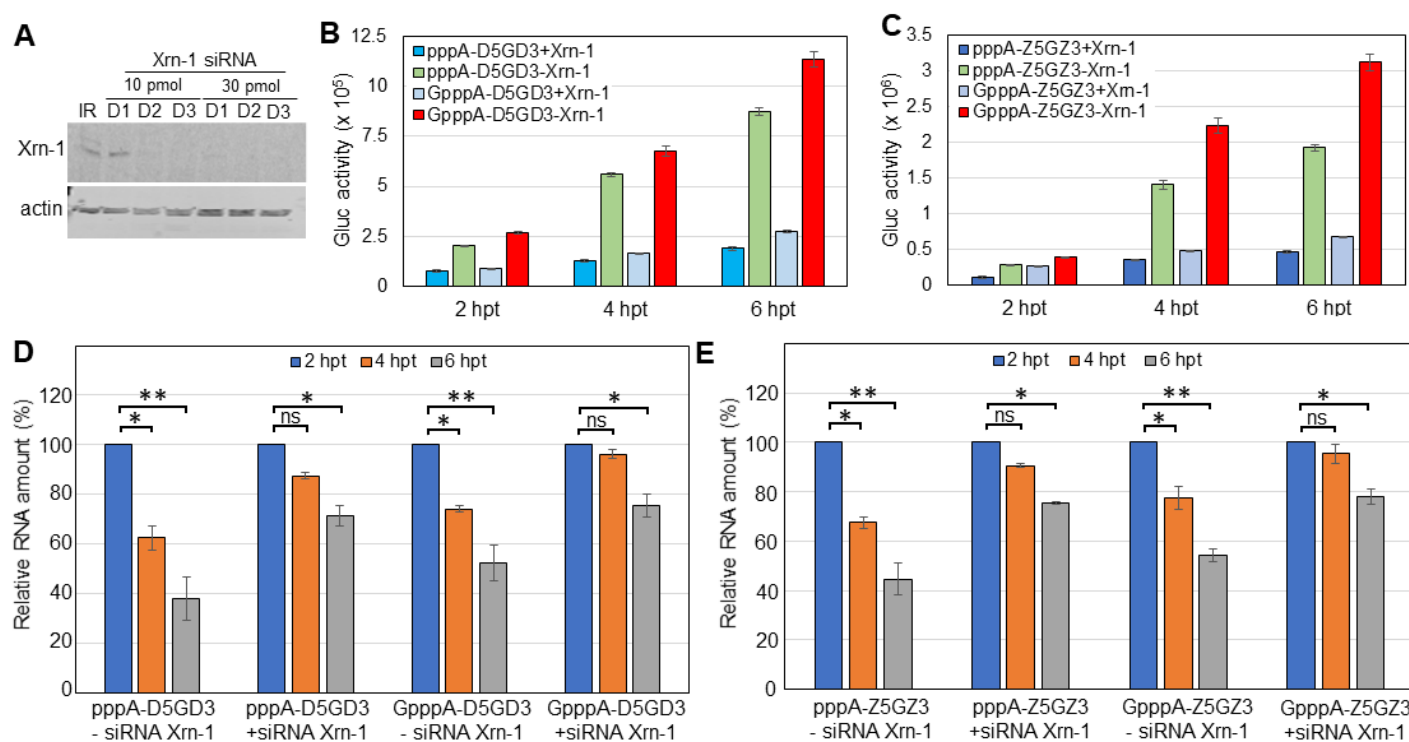 A
Xrn-1 siRNA
10 pmol 30 pmol
IR D1 D2 D3 D1 D2 D3
Xrn-1
actin
B
Gluc activity (x 10⁵)
12.5
10
7.5
5
2.5
0
pppA-D5GD3+Xrn-1
pppA-D5GD3-Xrn-1
GpppA-D5GD3+Xrn-1
GpppA-D5GD3-Xrn-1
2 hpt 4 hpt 6 hpt
C
Gluc activity (x 10⁶)
3.5
3
2.5
2
1.5
1
0.5
0
pppA-Z5GZ3+Xrn-1
pppA-Z5GZ3-Xrn-1
GpppA-Z5GZ3+Xrn-1
GpppA-Z5GZ3-Xrn-1
2 hpt 4 hpt 6 hpt
D
Relative RNA amount (%)
2 hpt 4 hpt 6 hpt
120
100
80
60
40
20
0
** * ** *
* ns * ns
pppA-D5GD3 pppA-D5GD3 GpppA-D5GD3 GpppA-D5GD3
- siRNA Xrn-1 +siRNA Xrn-1 - siRNA Xrn-1 +siRNA Xrn-1
E
Relative RNA amount (%)
2 hpt 4 hpt 6 hpt
120
100
80
60
40
20
0
** * ** *
* ns * ns
pppA-Z5GZ3 pppA-Z5GZ3 GpppA-Z5GZ3 GpppA-Z5GZ3
- siRNA Xrn-1 +siRNA Xrn-1 - siRNA Xrn-1 +siRNA Xrn-1